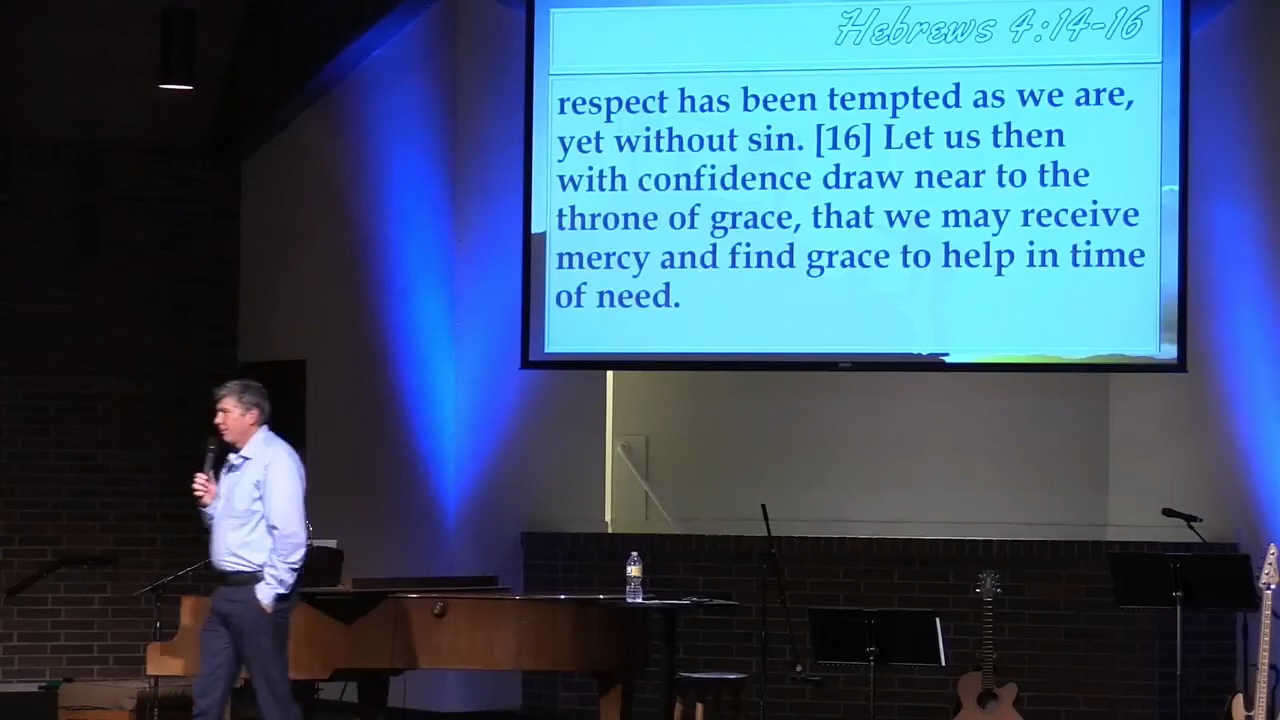 Hebrews 4:14-16
respect has been tempted as we are,
yet without sin. [16] Let us then
with confidence draw near to the
throne of grace, that we may receive
mercy and find grace to help in time
of need.